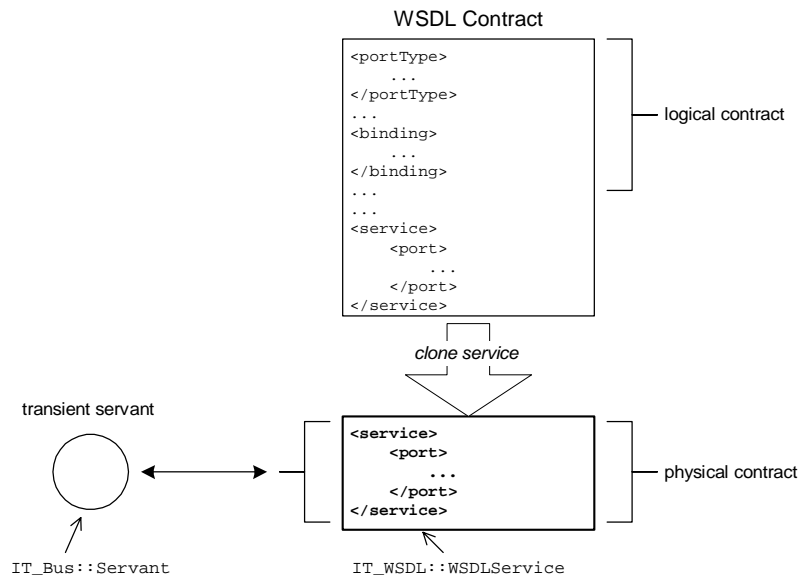 WSDL Contract
<portType>
...
</portType>
...
<binding>
...
</binding>
...
...
<service>
<port>
...
</port>
</service>
logical contract
clone service
transient servant
<service>
<port>
...
</port>
</service>
physical contract
IT_Bus::Servant
IT_WSDL::WSDLService